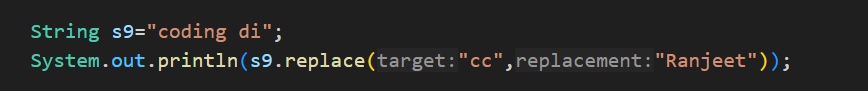 String s9="coding di";
System.out.println(s9.replace(target:"cc",replacement:"Ranjeet"));